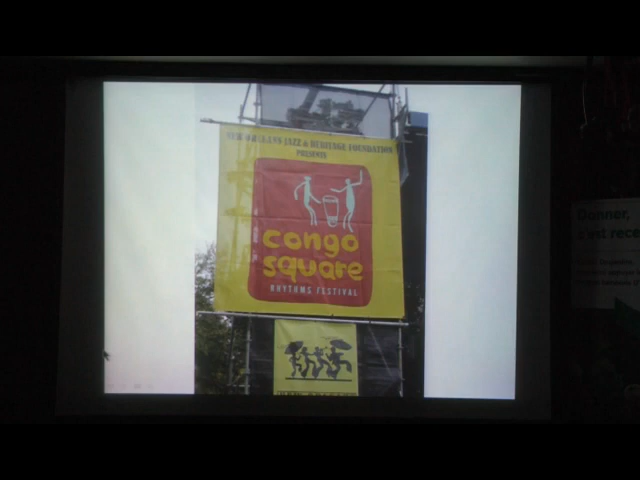 NEW ORLEANS JAZZ & HERITAGE FOUNDATION
PRESENTS
congo
square
RHYTHMS FESTIVAL
Donner,
c'est rece